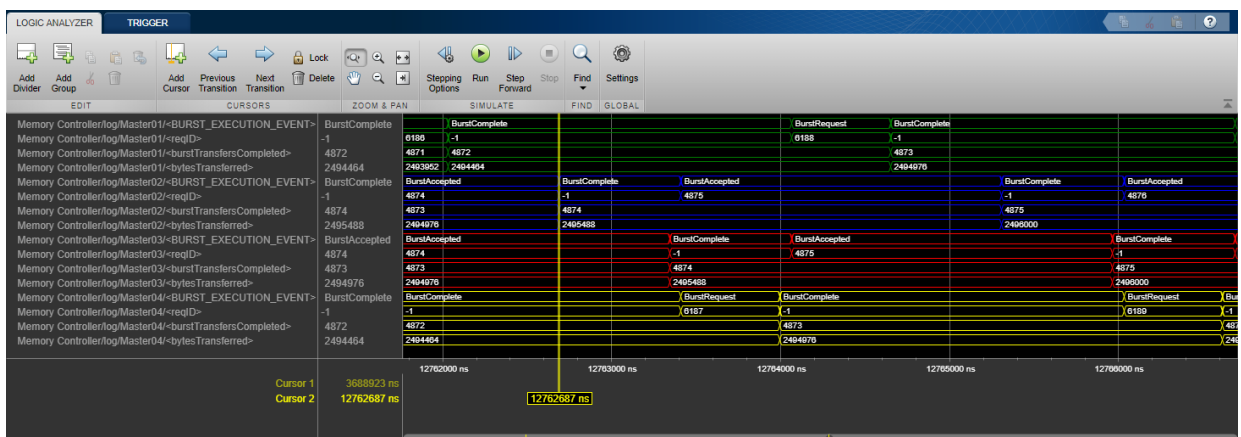 LOGIC ANALYZER TRIGGER
?
Add Divider Add Group Add Cursor Previous Transition Next Transition Lock Delete Stepping Options Run Step Forward Stop Find Settings
EDIT CURSORS ZOOM & PAN SIMULATE FIND GLOBAL
Memory Controller/log/Master01/<BURST_EXECUTION_EVENT> BurstComplete BurstComplete BurstRequest BurstComplete
Memory Controller/log/Master01/<reqID> -1 6186 -1 6188 -1
Memory Controller/log/Master01/<burstTransfersCompleted> 4872 4871 4872 4873
Memory Controller/log/Master01/<bytesTransferred> 2494464 2493952 2494464 2494976
Memory Controller/log/Master02/<BURST_EXECUTION_EVENT> BurstComplete BurstAccepted BurstComplete BurstAccepted BurstComplete BurstAccepted
Memory Controller/log/Master02/<reqID> -1 4874 -1 4875 -1 4876
Memory Controller/log/Master02/<burstTransfersCompleted> 4874 4873 4874 4875
Memory Controller/log/Master02/<bytesTransferred> 2495488 2494976 2495488 2496000
Memory Controller/log/Master03/<BURST_EXECUTION_EVENT> BurstAccepted BurstAccepted BurstComplete BurstAccepted BurstComplete
Memory Controller/log/Master03/<reqID> 4874 4874 -1 4875 -1
Memory Controller/log/Master03/<burstTransfersCompleted> 4873 4873 4874 4875
Memory Controller/log/Master03/<bytesTransferred> 2494976 2494976 2495488 2496000
Memory Controller/log/Master04/<BURST_EXECUTION_EVENT> BurstComplete BurstComplete BurstRequest BurstComplete BurstRequest Bu
Memory Controller/log/Master04/<reqID> -1 -1 6187 -1 6189 -1
Memory Controller/log/Master04/<burstTransfersCompleted> 4872 4872 4873 487
Memory Controller/log/Master04/<bytesTransferred> 2494464 2494464 2494976 249
12762000 ns 12763000 ns 12764000 ns 12765000 ns 12766000 ns
Cursor 1 3688923 ns
Cursor 2 12762687 ns 12762687 ns